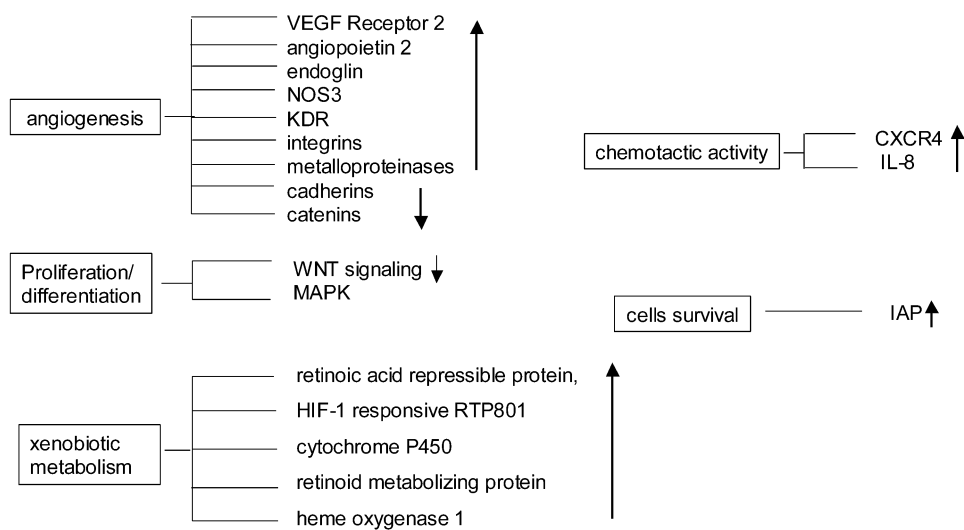 angiogenesis
VEGF Receptor 2
angiopoietin 2
endoglin
NOS3
KDR
integrins
metalloproteinases
cadherins
catenins
chemotactic activity
CXCR4
IL-8
Proliferation/
differentiation
WNT signaling
MAPK
cells survival
IAP
xenobiotic
metabolism
retinoic acid repressible protein,
HIF-1 responsive RTP801
cytochrome P450
retinoid metabolizing protein
heme oxygenase 1